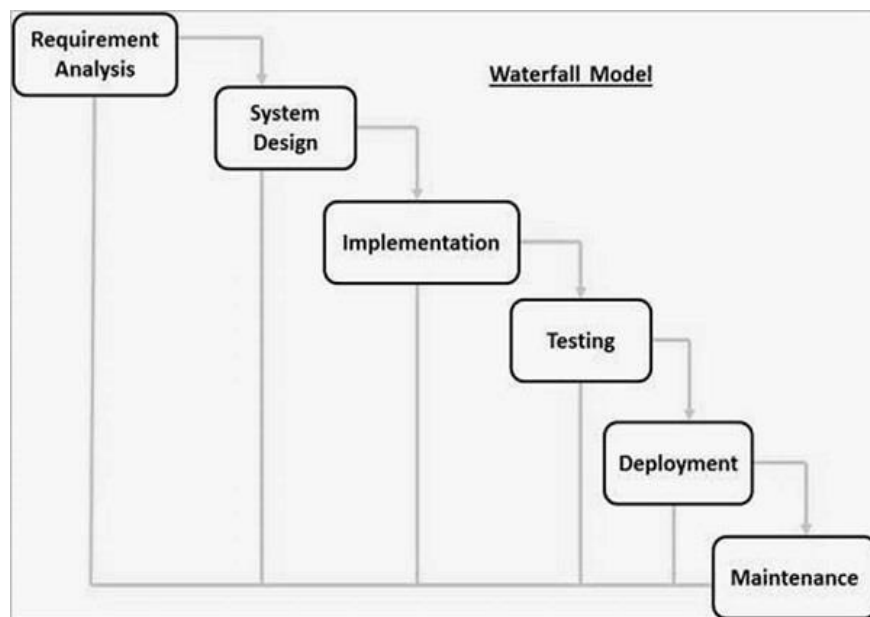 Requirement
Analysis
Waterfall Model
System
Design
Implementation
Testing
Deployment
Maintenance